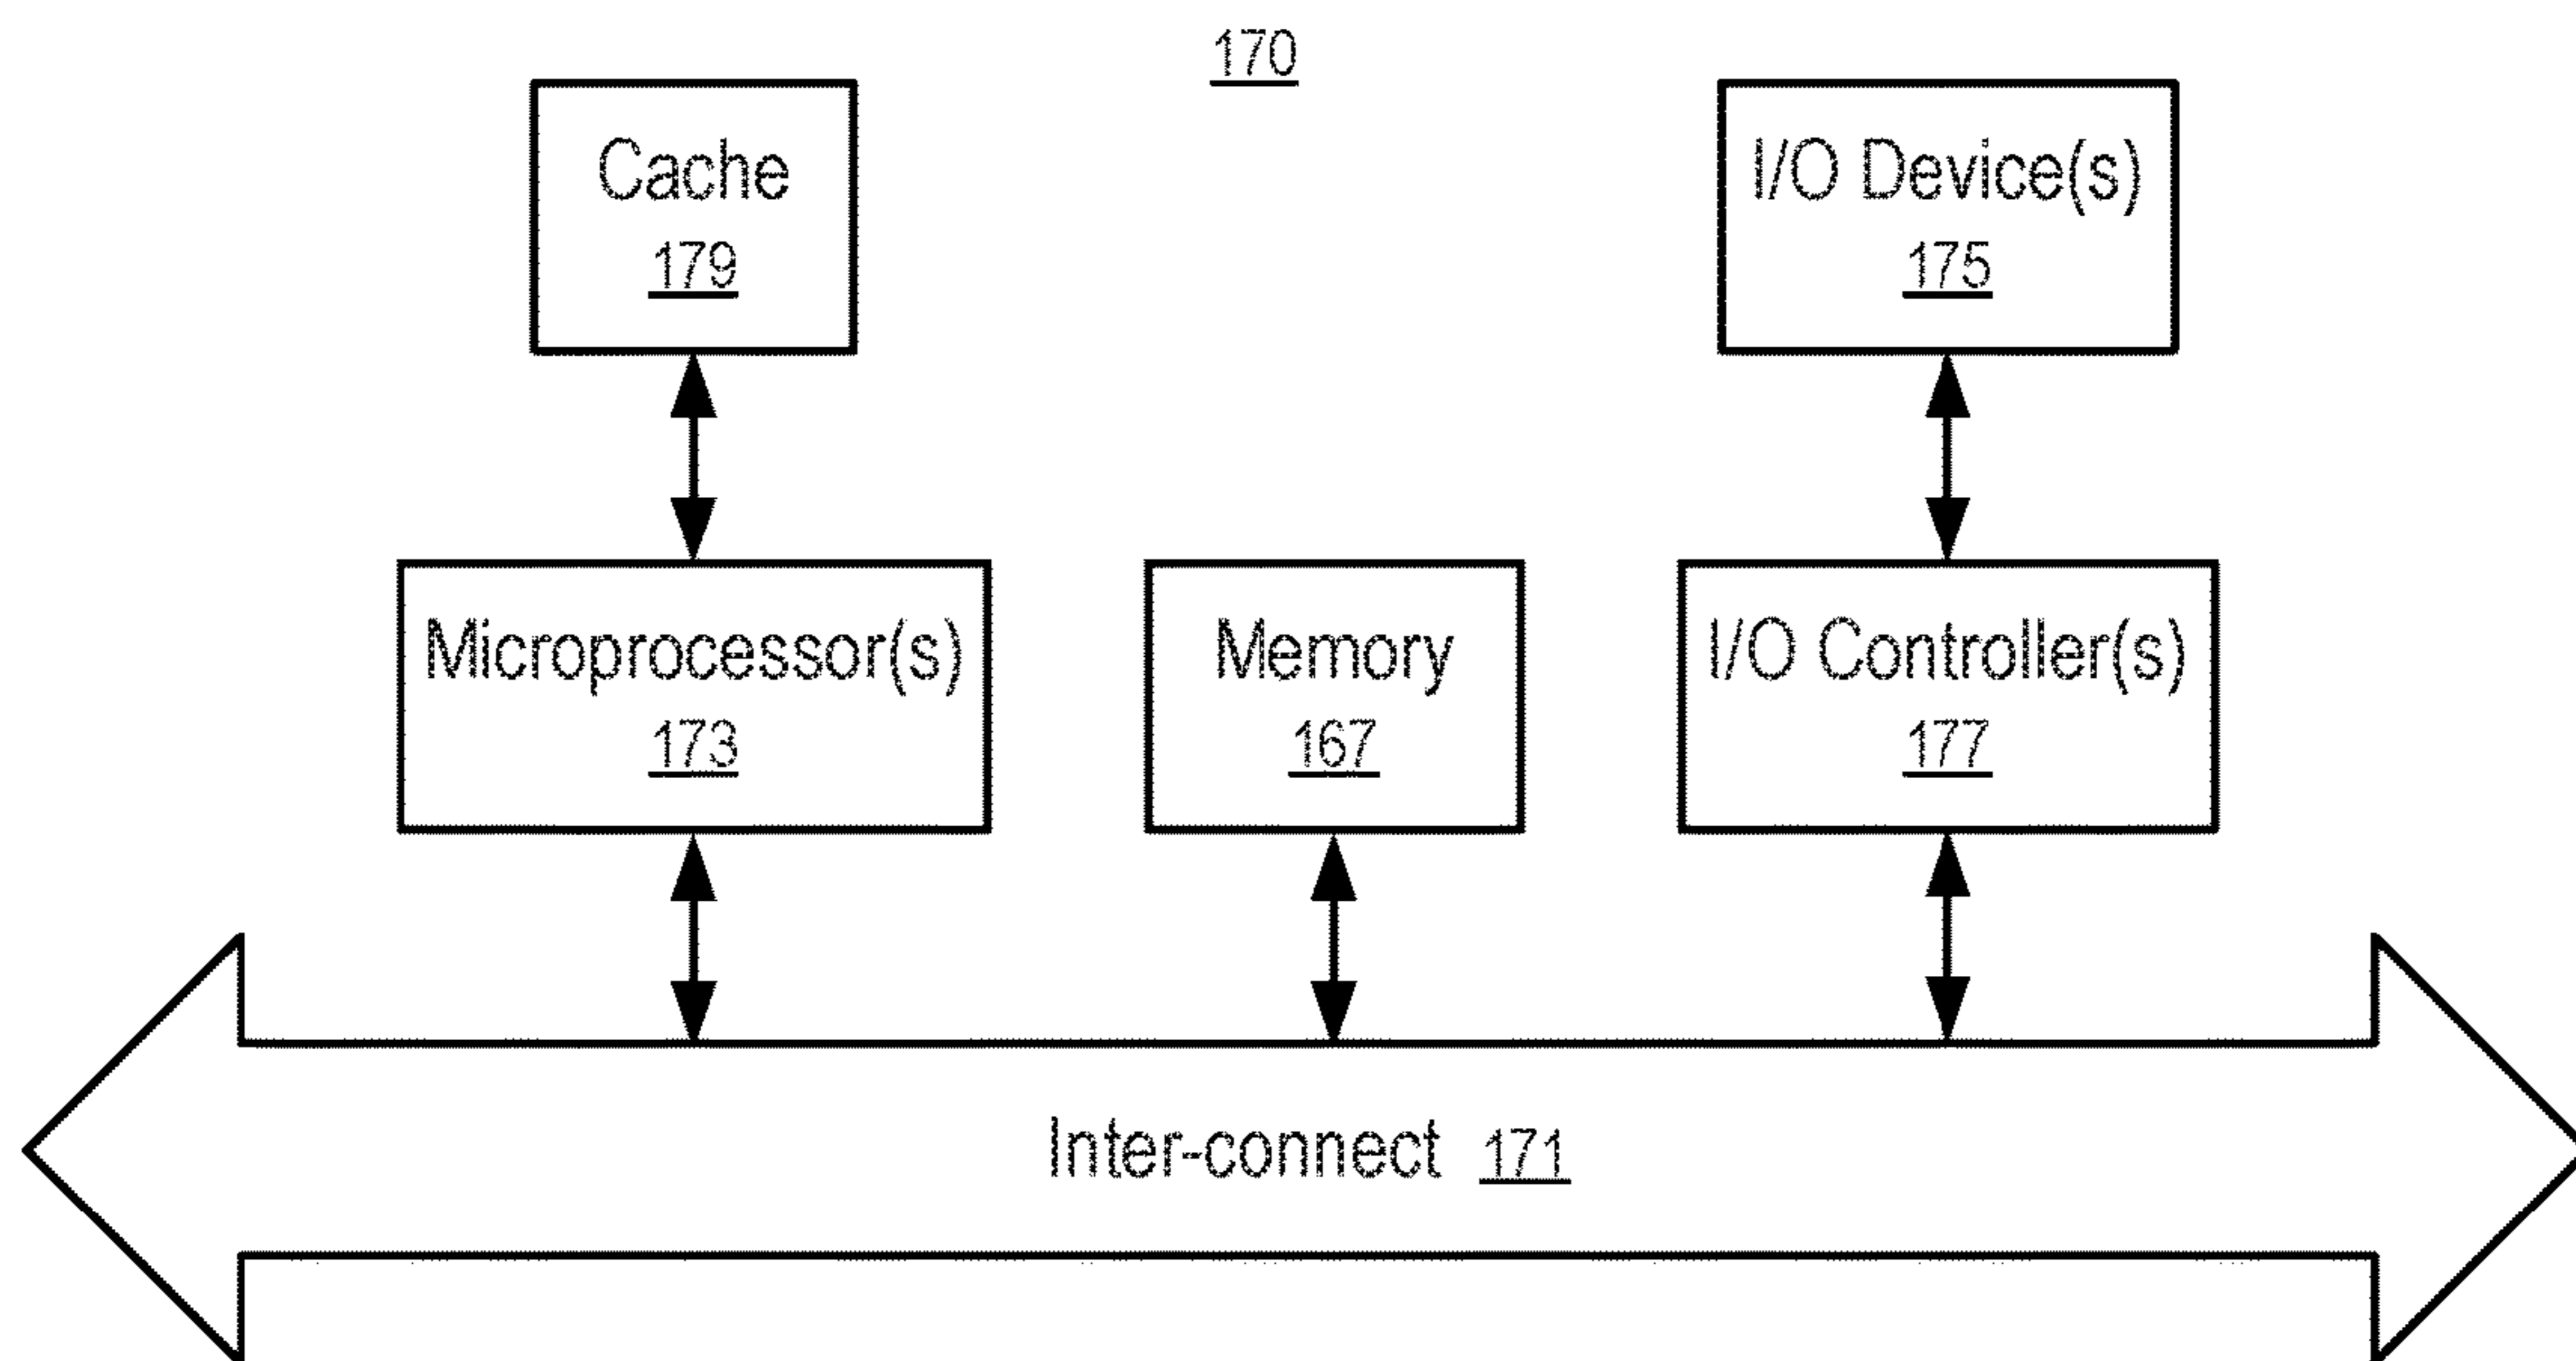 170
Cache
179
I/O Device(s)
175
Microprocessor(s)
173
Memory
167
I/O Controller(s)
177
Inter-connect 171